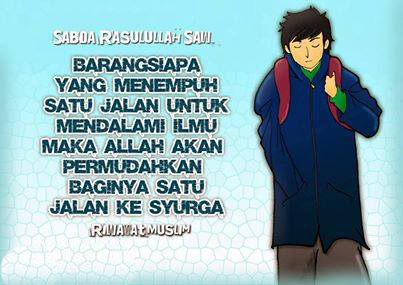 SABDA RASULULLAH SAW.
BARANGSIAPA
YANG MENEMPUH
SATU JALAN UNTUK
MENDALAMI ILMU
MAKA ALLAH AKAN
PERMUDAHKAN
BAGINYA SATU
JALAN KE SYURGA
RIWAYAT MUSLIM